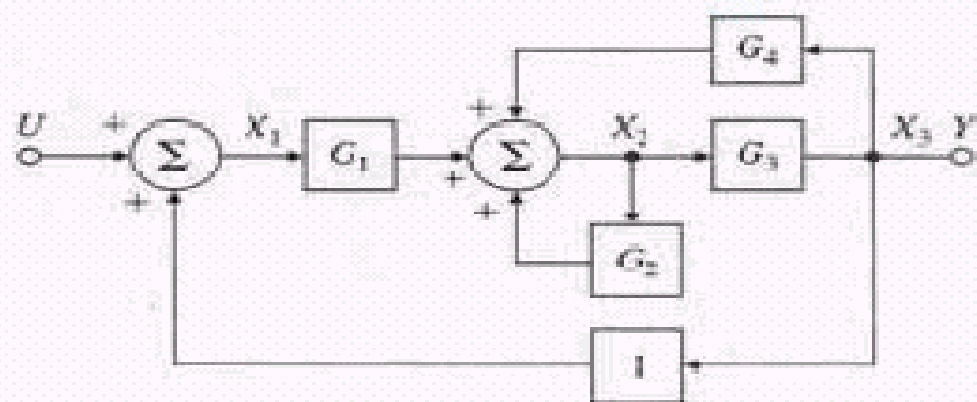 G₄
U + Σ X₁ G₁ + + Σ X₂ G₃ X₃ Y
+ +
G₂
1